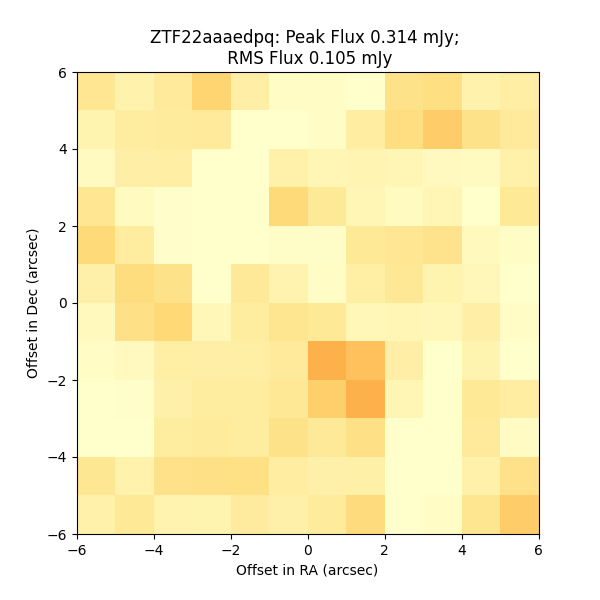 ZTF22aaaedpq: Peak Flux 0.314 mJy;
RMS Flux 0.105 mJy
6
4
2
0
−2
−4
−6
Offset in Dec (arcsec)
−6 −4 −2 0 2 4 6
Offset in RA (arcsec)